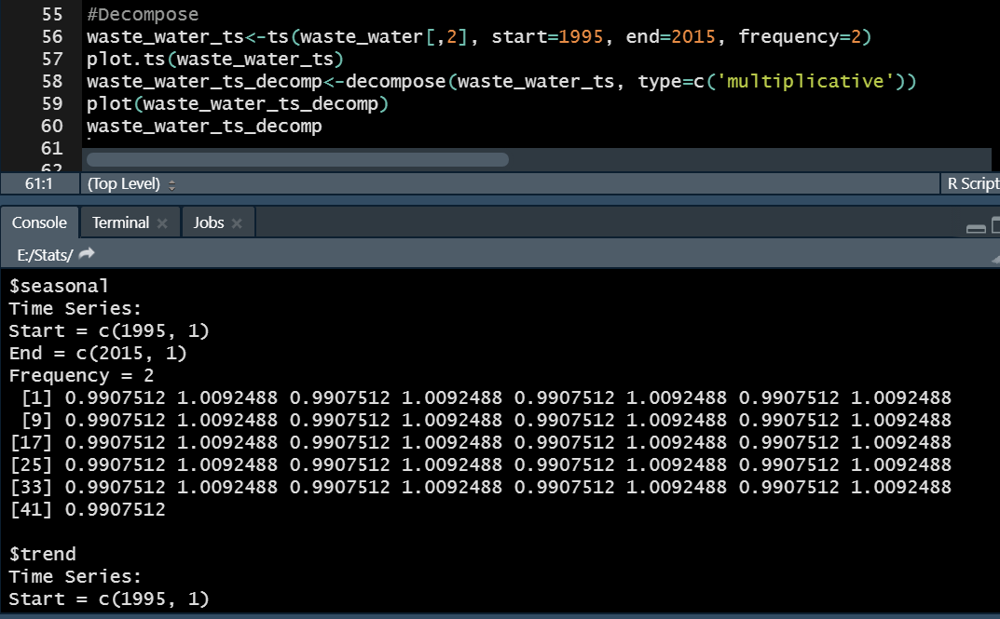 55 #Decompose
56 waste_water_ts<-ts(waste_water[,2], start=1995, end=2015, frequency=2)
57 plot.ts(waste_water_ts)
58 waste_water_ts_decomp<-decompose(waste_water_ts, type=c('multiplicative'))
59 plot(waste_water_ts_decomp)
60 waste_water_ts_decomp
61
62
61:1 (Top Level) R Script
Console Terminal Jobs
E:/Stats/
$seasonal
Time Series:
Start = c(1995, 1)
End = c(2015, 1)
Frequency = 2
[1] 0.9907512 1.0092488 0.9907512 1.0092488 0.9907512 1.0092488 0.9907512 1.0092488
[9] 0.9907512 1.0092488 0.9907512 1.0092488 0.9907512 1.0092488 0.9907512 1.0092488
[17] 0.9907512 1.0092488 0.9907512 1.0092488 0.9907512 1.0092488 0.9907512 1.0092488
[25] 0.9907512 1.0092488 0.9907512 1.0092488 0.9907512 1.0092488 0.9907512 1.0092488
[33] 0.9907512 1.0092488 0.9907512 1.0092488 0.9907512 1.0092488 0.9907512 1.0092488
[41] 0.9907512
$trend
Time Series:
Start = c(1995, 1)